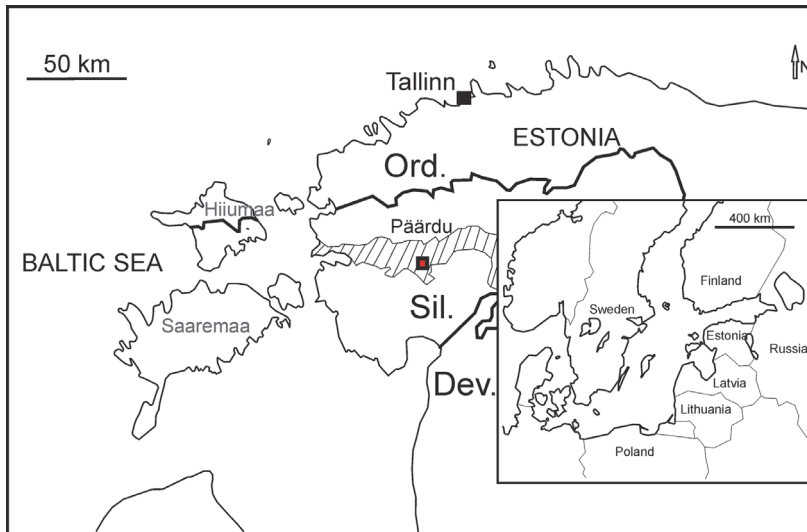 50 km
Tallinn
N
ESTONIA
Ord.
Hiiumaa
Päärdu
BALTIC SEA
Sil.
Saaremaa
Dev.
400 km
Finland
Sweden
Estonia
Russia
Latvia
Lithuania
Poland